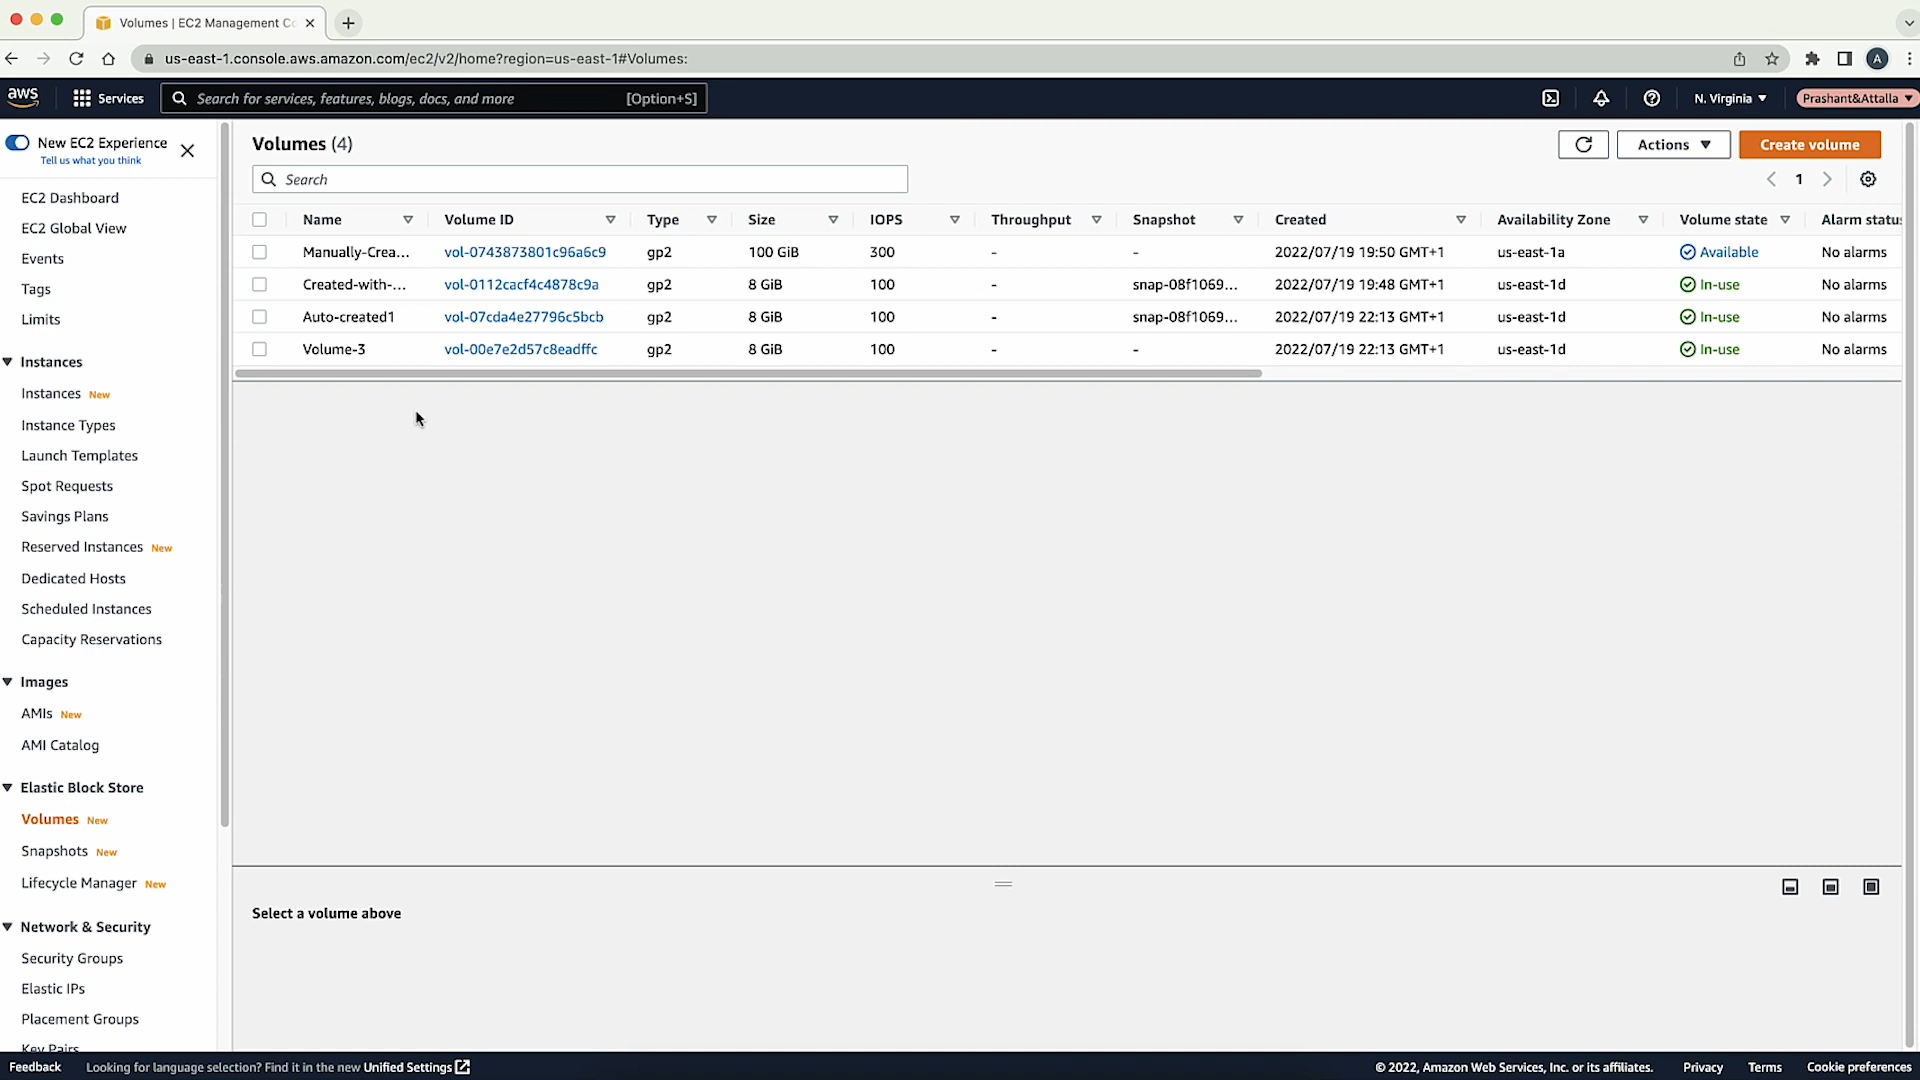 Volumes | EC2 Management Co
us-east-1.console.aws.amazon.com/ec2/v2/home?region=us-east-1#Volumes:
A
aws
Services
Search for services, features, blogs, docs, and more
[Option+S]
N. Virginia
Prashant&Attalla
New EC2 Experience
Tell us what you think
EC2 Dashboard
EC2 Global View
Events
Tags
Limits
Instances
Instances New
Instance Types
Launch Templates
Spot Requests
Savings Plans
Reserved Instances New
Dedicated Hosts
Scheduled Instances
Capacity Reservations
Images
AMIs New
AMI Catalog
Elastic Block Store
Volumes New
Snapshots New
Lifecycle Manager New
Network & Security
Security Groups
Elastic IPs
Placement Groups
Key Pairs
Volumes (4)
Actions
Create volume
Search
1
Name Volume ID Type Size IOPS Throughput Snapshot Created Availability Zone Volume state Alarm status
Manually-Crea... vol-0743873801c96a6c9 gp2 100 GiB 300 - - 2022/07/19 19:50 GMT+1 us-east-1a Available No alarms
Created-with-... vol-0112cacf4c4878c9a gp2 8 GiB 100 - snap-08f1069... 2022/07/19 19:48 GMT+1 us-east-1d In-use No alarms
Auto-created1 vol-07cda4e27796c5bcb gp2 8 GiB 100 - snap-08f1069... 2022/07/19 22:13 GMT+1 us-east-1d In-use No alarms
Volume-3 vol-00e7e2d57c8eadffc gp2 8 GiB 100 - - 2022/07/19 22:13 GMT+1 us-east-1d In-use No alarms
Select a volume above
Feedback
Looking for language selection? Find it in the new Unified Settings
© 2022, Amazon Web Services, Inc. or its affiliates.
Privacy
Terms
Cookie preferences